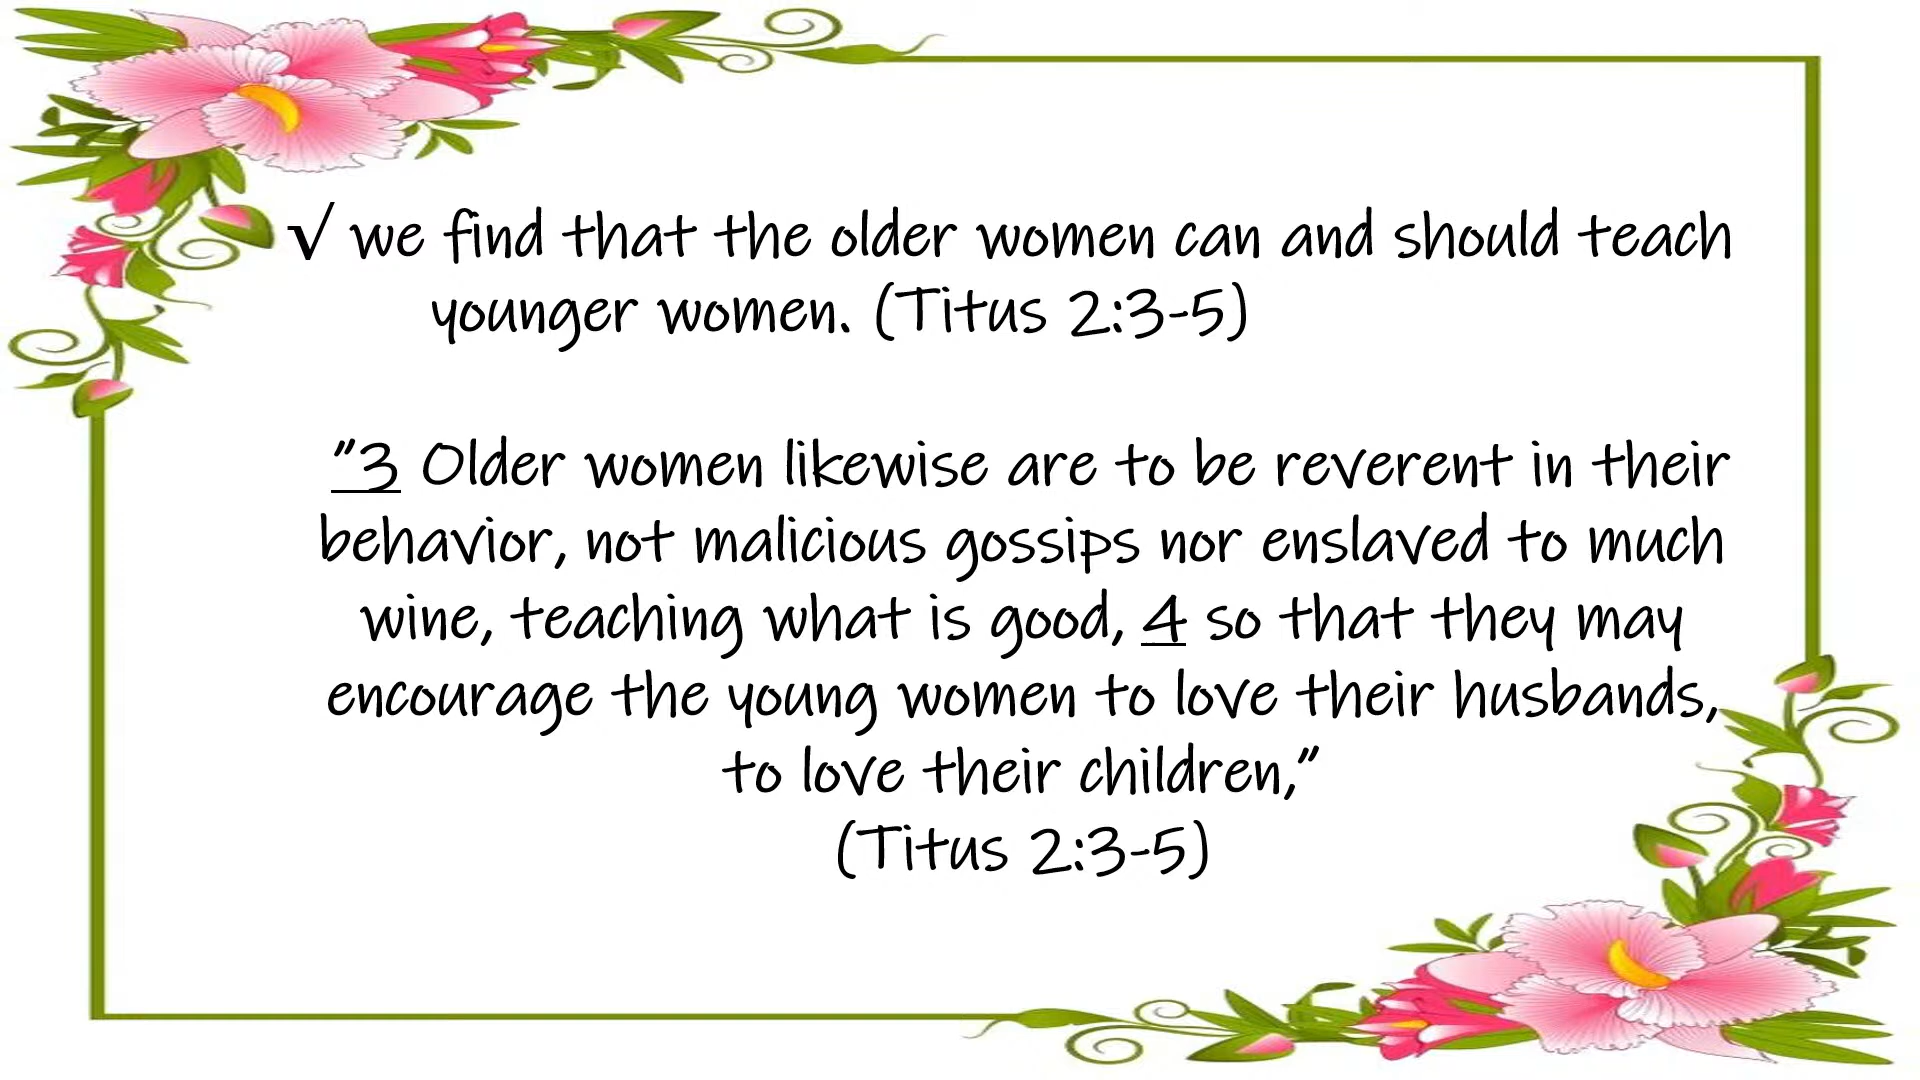 √ we find that the older women can and should teach
younger women. (Titus 2:3-5)
"3 Older women likewise are to be reverent in their
behavior, not malicious gossips nor enslaved to much
wine, teaching what is good, 4 so that they may
encourage the young women to love their husbands,
to love their children,"
(Titus 2:3-5)